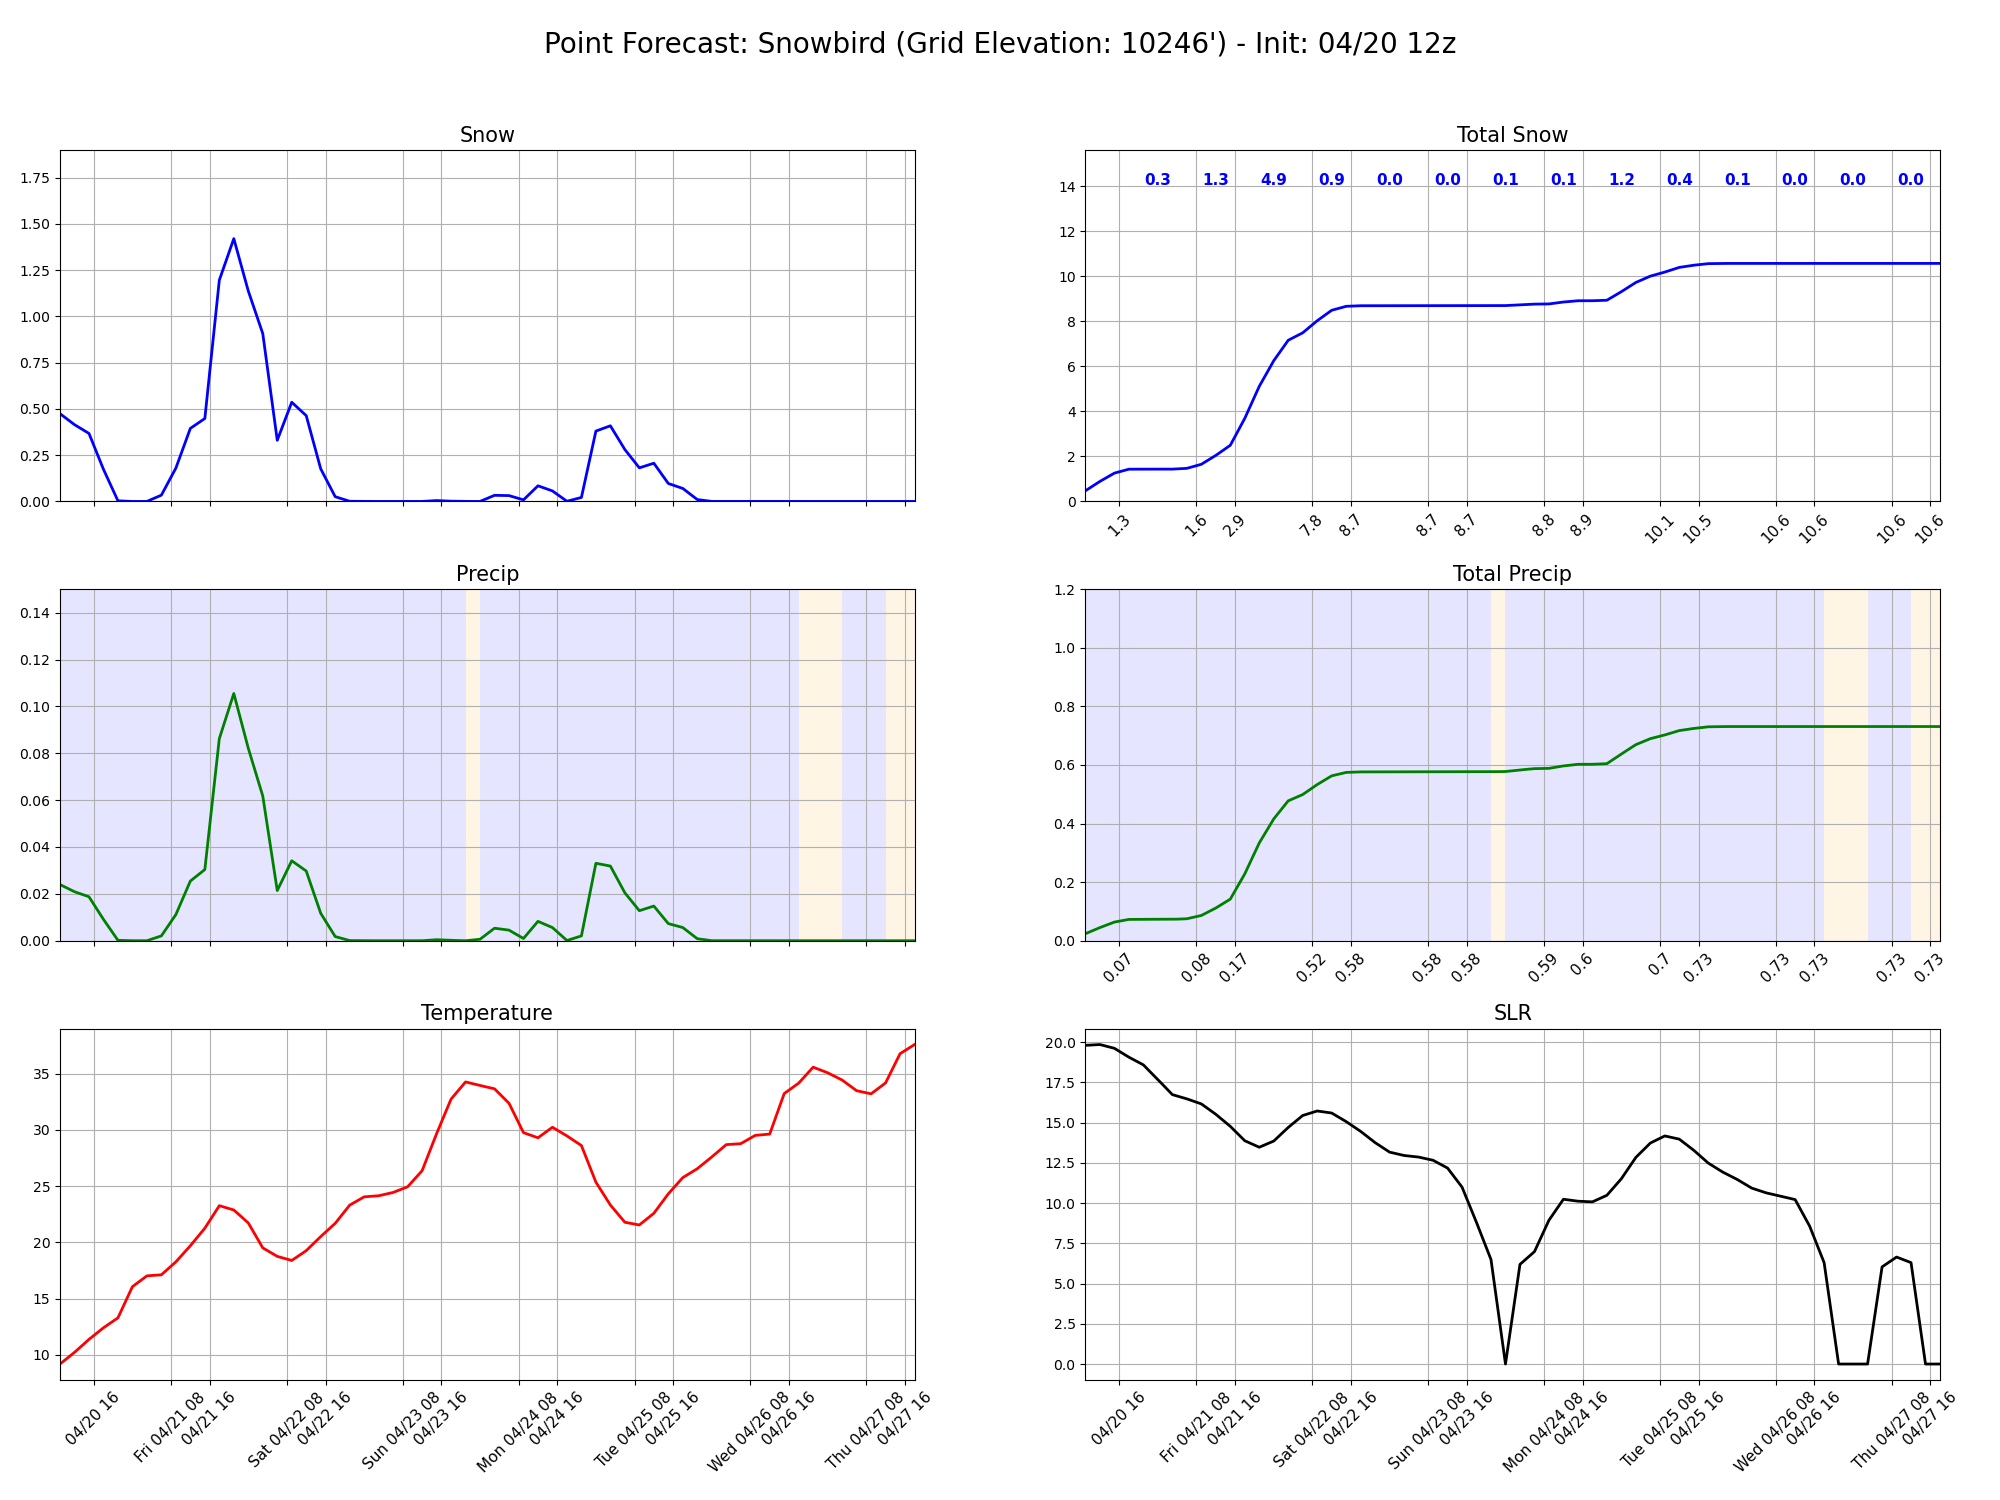 Point Forecast: Snowbird (Grid Elevation: 10246') - Init: 04/20 12z
Snow
1.75
1.50
1.25
1.00
0.75
0.50
0.25
0.00
Total Snow
0.3 1.3 4.9 0.9 0.0 0.0 0.1 0.1 1.2 0.4 0.1 0.0 0.0 0.0
14
12
10
8
6
4
2
0
1.3 1.6 2.9 7.8 8.7 8.7 8.7 8.8 8.9 10.1 10.5 10.6 10.6 10.6 10.6
Precip
0.14
0.12
0.10
0.08
0.06
0.04
0.02
0.00
Total Precip
1.2
1.0
0.8
0.6
0.4
0.2
0.0
0.07 0.08 0.17 0.52 0.58 0.58 0.58 0.59 0.6 0.7 0.73 0.73 0.73 0.73 0.73
Temperature
35
30
25
20
15
10
04/20 16
Fri 04/21 08
04/21 16
Sat 04/22 08
04/22 16
Sun 04/23 08
04/23 16
Mon 04/24 08
04/24 16
Tue 04/25 08
04/25 16
Wed 04/26 08
04/26 16
Thu 04/27 08
04/27 16
SLR
20.0
17.5
15.0
12.5
10.0
7.5
5.0
2.5
0.0
04/20 16
Fri 04/21 08
04/21 16
Sat 04/22 08
04/22 16
Sun 04/23 08
04/23 16
Mon 04/24 08
04/24 16
Tue 04/25 08
04/25 16
Wed 04/26 08
04/26 16
Thu 04/27 08
04/27 16